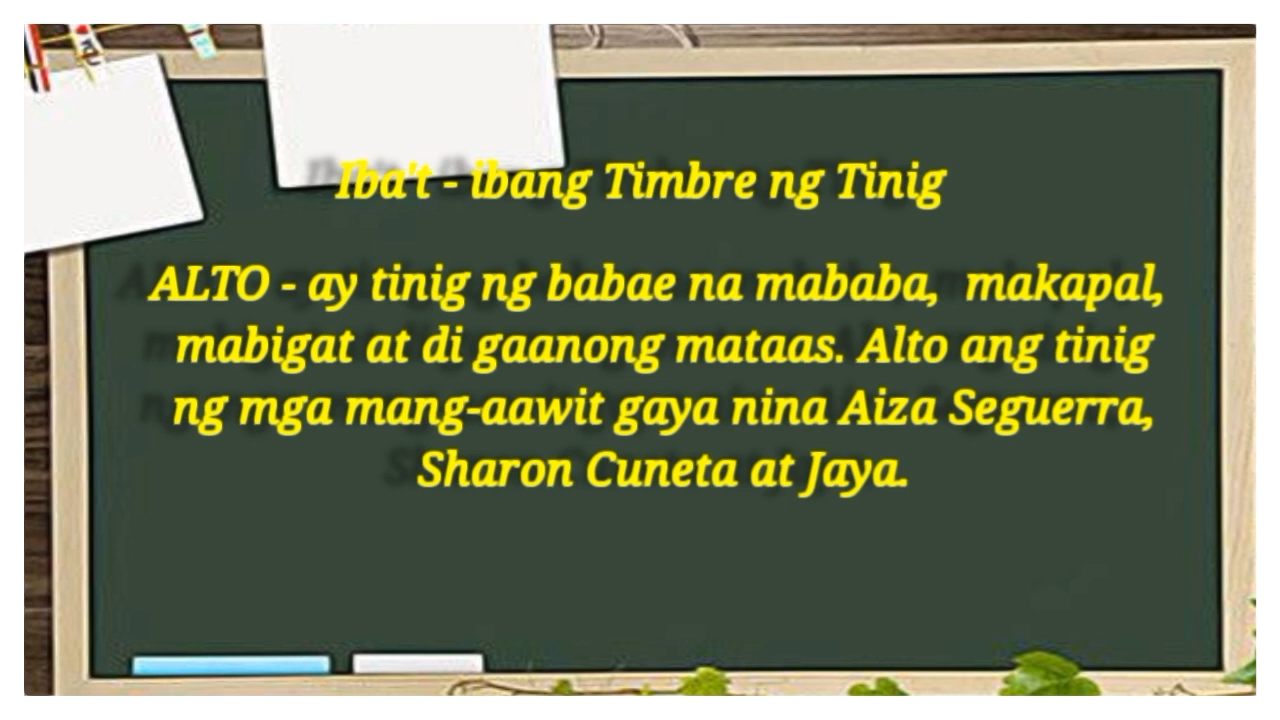 Iba't - ibang Timbre ng Tinig
ALTO - ay tinig ng babae na mababa, makapal,
mabigat at di gaanong mataas. Alto ang tinig
ng mga mang-aawit gaya nina Aiza Seguerra,
Sharon Cuneta at Jaya.